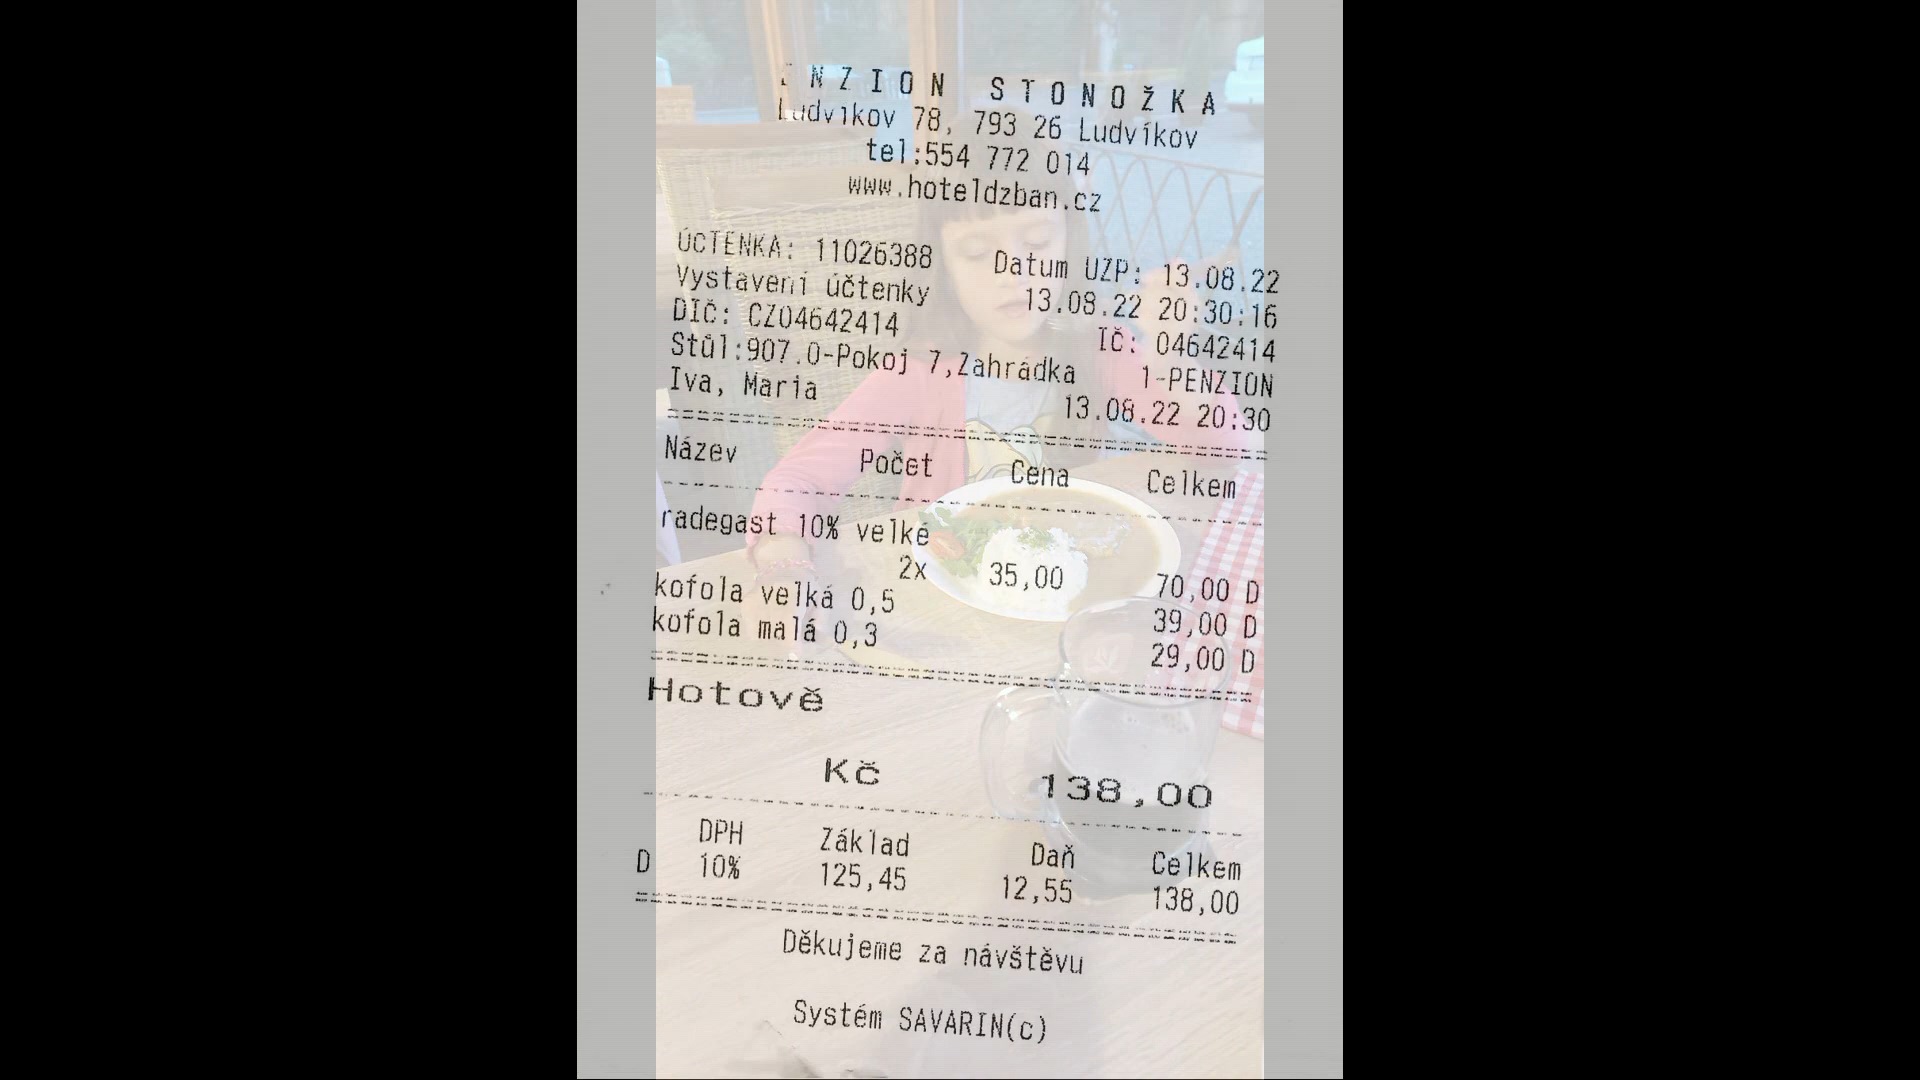 ENZION STONOŽKA
Ludvíkov 78, 793 26 Ludvíkov
tel:554 772 014
www.hoteldzban.cz
ÚČTENKA: 11026388 Datum UZP: 13.08.22
Vystavení účtenky 13.08.22 20:30:16
DIČ: CZ04642414 IČ: 04642414
Stůl:907.0-Pokoj 7,Zahrádka 1-PENZION
Iva, Maria 13.08.22 20:30
Název Počet Cena Celkem
radegast 10% velké
2x 35,00 70,00 D
kofola velká 0,5 39,00 D
kofola malá 0,3 29,00 D
Hotově
Kč 138,00
DPH Základ Daň Celkem
D 10% 125,45 12,55 138,00
Děkujeme za návštěvu
Systém SAVARIN(c)